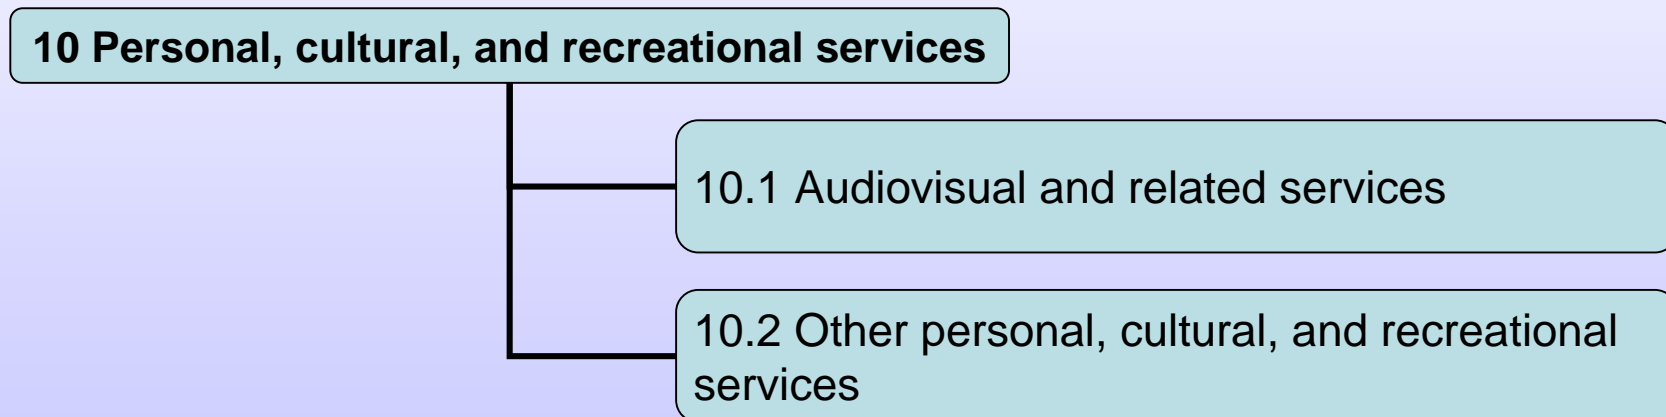 10 Personal, cultural, and recreational services
10.1 Audiovisual and related services
10.2 Other personal, cultural, and recreational
services